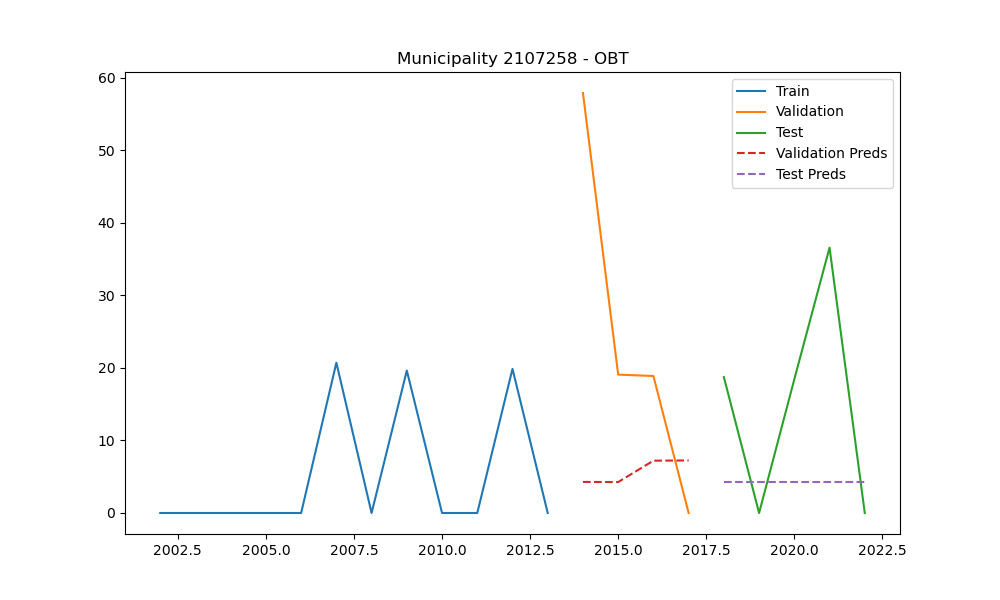 Municipality 2107258 - OBT
60
50
40
30
20
10
0
Train
Validation
Test
Validation Preds
Test Preds
2002.5 2005.0 2007.5 2010.0 2012.5 2015.0 2017.5 2020.0 2022.5